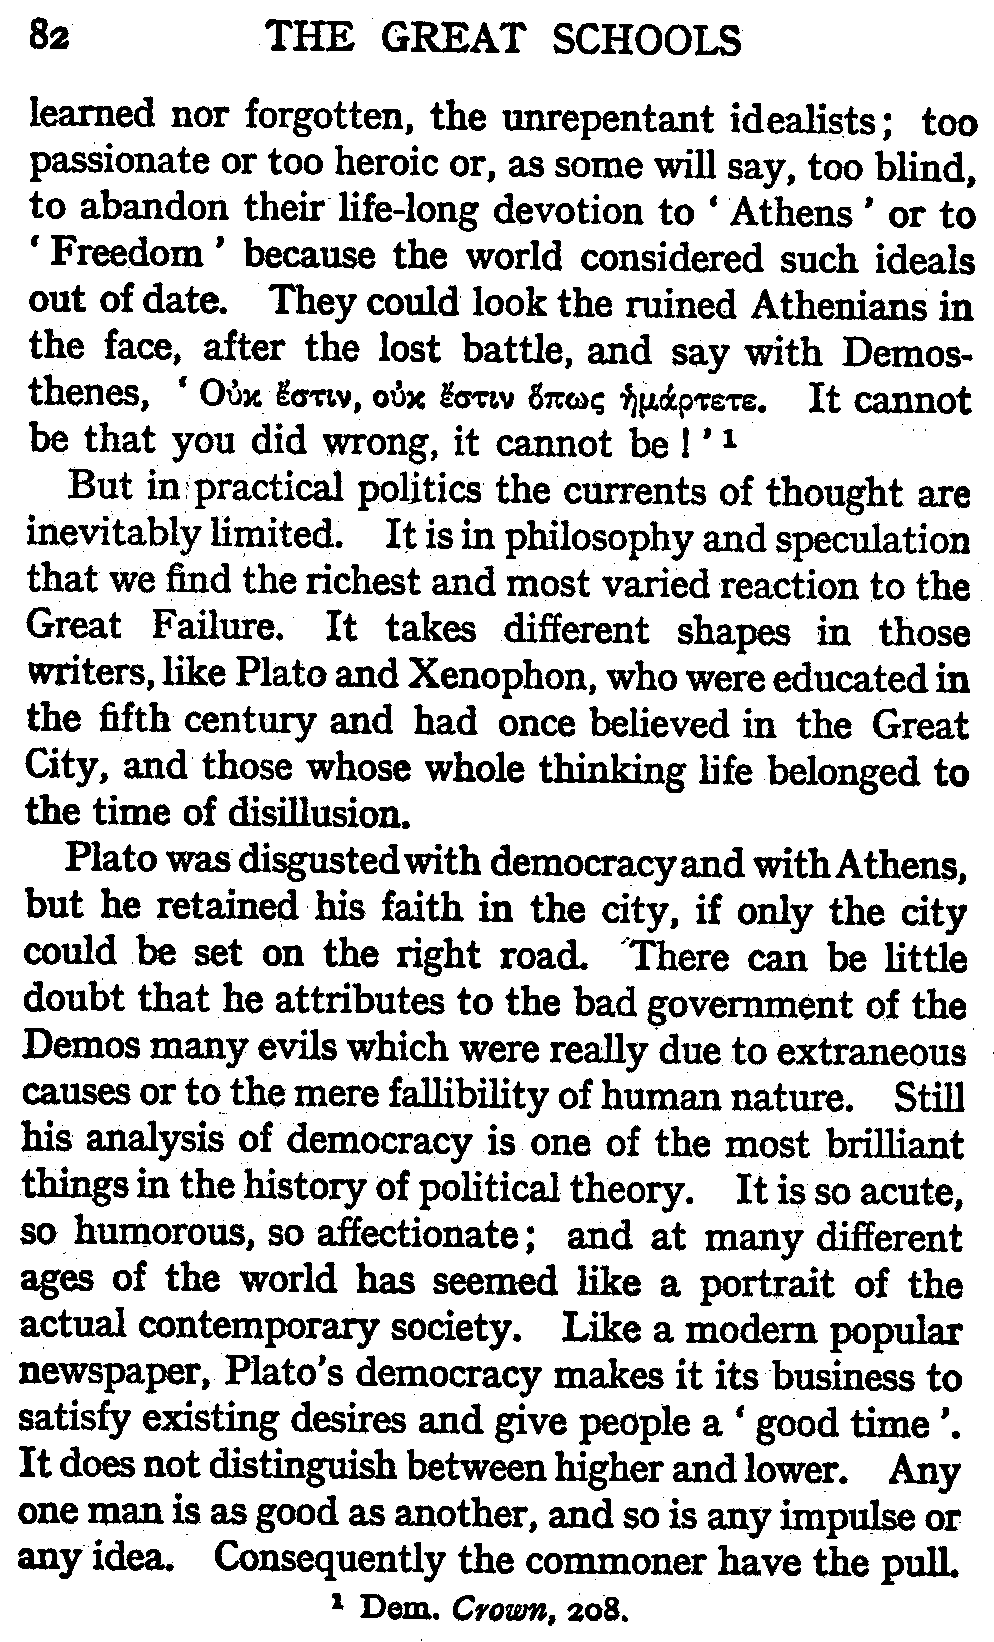 82 THE GREAT SCHOOLS
learned nor forgotten, the unrepentant idealists; too
passionate or too heroic or, as some will say, too blind,
to abandon their life-long devotion to ‘ Athens ’ or to
‘ Freedom ’ because the world considered such ideals
out of date. They could look the ruined Athenians in
the face, after the lost battle, and say with Demos-
thenes, ‘ Οὐκ ἔστιν, οὐκ ἔστιν ὅπως ἡμάρτετε. It cannot
be that you did wrong, it cannot be ! ’ ¹
But in practical politics the currents of thought are
inevitably limited. It is in philosophy and speculation
that we find the richest and most varied reaction to the
Great Failure. It takes different shapes in those
writers, like Plato and Xenophon, who were educated in
the fifth century and had once believed in the Great
City, and those whose whole thinking life belonged to
the time of disillusion.
Plato was disgusted with democracy and with Athens,
but he retained his faith in the city, if only the city
could be set on the right road. There can be little
doubt that he attributes to the bad government of the
Demos many evils which were really due to extraneous
causes or to the mere fallibility of human nature. Still
his analysis of democracy is one of the most brilliant
things in the history of political theory. It is so acute,
so humorous, so affectionate; and at many different
ages of the world has seemed like a portrait of the
actual contemporary society. Like a modern popular
newspaper, Plato’s democracy makes it its business to
satisfy existing desires and give people a ‘ good time ’.
It does not distinguish between higher and lower. Any
one man is as good as another, and so is any impulse or
any idea. Consequently the commoner have the pull.
¹ Dem. Crown, 208.